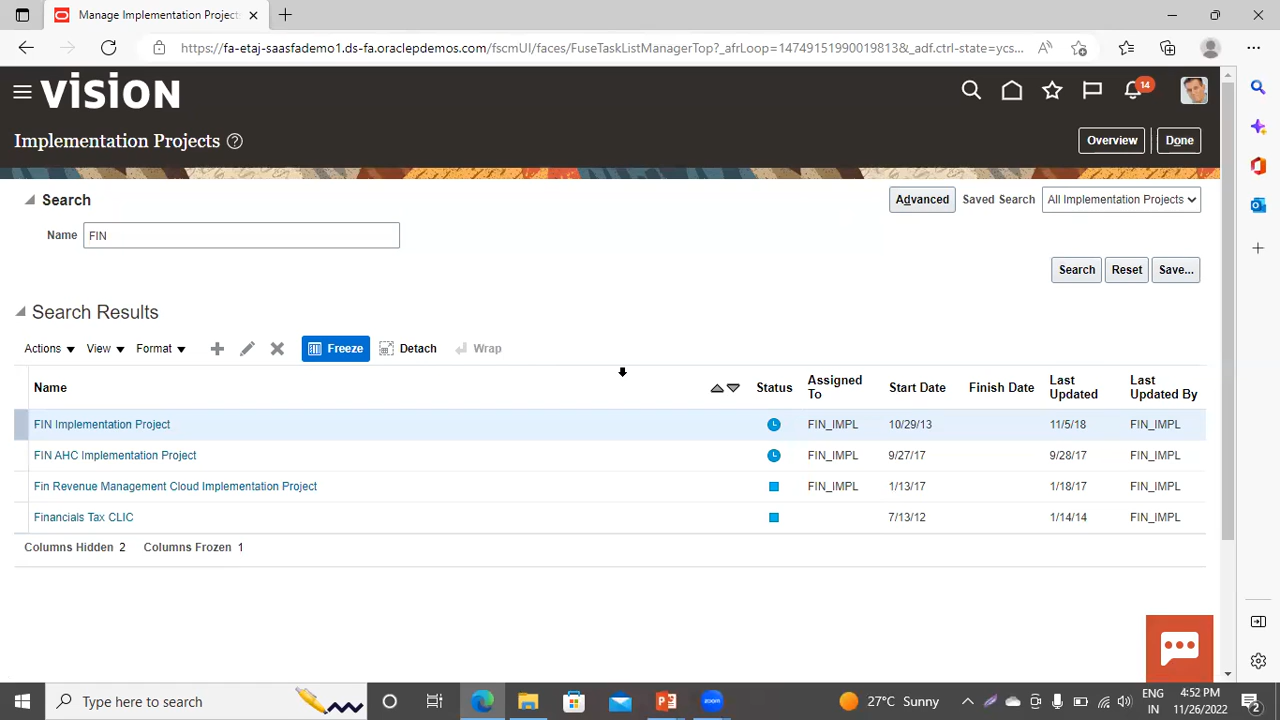 Manage Implementation Projects
https://fa-etaj-saasfademo1.ds-fa.oraclepdemos.com/fscmUI/faces/FuseTaskListManagerTop?_afrLoop=14749151990019813&_adf.ctrl-state=ycs...
vision
14
Implementation Projects
Overview
Done
Search
Advanced
Saved Search
All Implementation Projects
Name
FIN
Search
Reset
Save...
Search Results
Actions
View
Format
Freeze
Detach
Wrap
Name Status Assigned To Start Date Finish Date Last Updated Last Updated By
FIN Implementation Project FIN_IMPL 10/29/13 11/5/18 FIN_IMPL
FIN AHC Implementation Project FIN_IMPL 9/27/17 9/28/17 FIN_IMPL
Fin Revenue Management Cloud Implementation Project FIN_IMPL 1/13/17 1/18/17 FIN_IMPL
Financials Tax CLIC 7/13/12 1/14/14 FIN_IMPL
Columns Hidden 2 Columns Frozen 1
Type here to search
zoom
27°C Sunny
ENG
IN
4:52 PM
11/26/2022
2